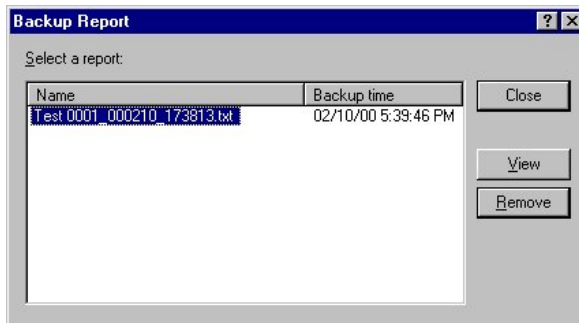 Backup Report
Select a report:
Name Backup time
Test 0001_000210_173813.txt 02/10/00 5:39:46 PM
Close
View
Remove